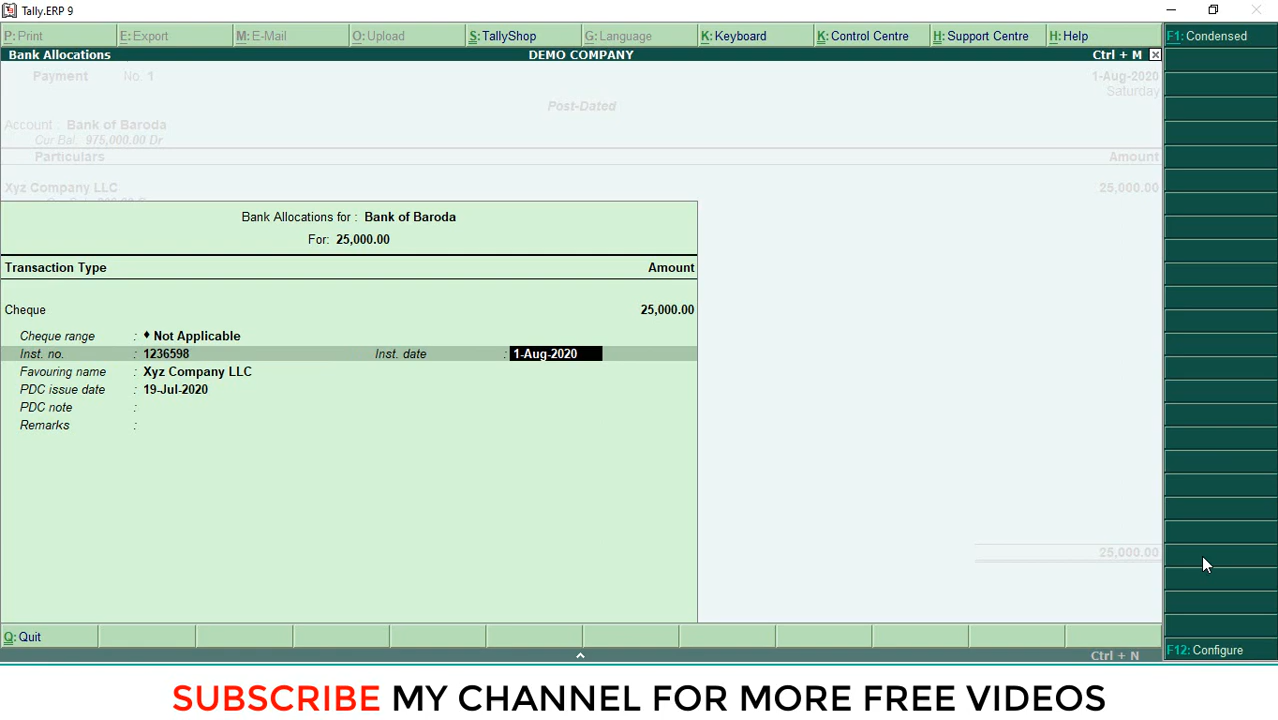 Tally.ERP 9
P: Print E: Export M: E-Mail O: Upload S: TallyShop G: Language K: Keyboard K: Control Centre H: Support Centre H: Help F1: Condensed
Bank Allocations DEMO COMPANY Ctrl + M
Payment No. 1 1-Aug-2020
Saturday
Post-Dated
Account : Bank of Baroda
Cur Bal: 975,000.00 Dr
Particulars Amount
Xyz Company LLC 25,000.00
Bank Allocations for : Bank of Baroda
For: 25,000.00
Transaction Type Amount
Cheque 25,000.00
Cheque range : ♦ Not Applicable
Inst. no. : 1236598 Inst. date : 1-Aug-2020
Favouring name : Xyz Company LLC
PDC issue date : 19-Jul-2020
PDC note :
Remarks :
25,000.00
Q: Quit
Ctrl + N
F12: Configure
SUBSCRIBE MY CHANNEL FOR MORE FREE VIDEOS